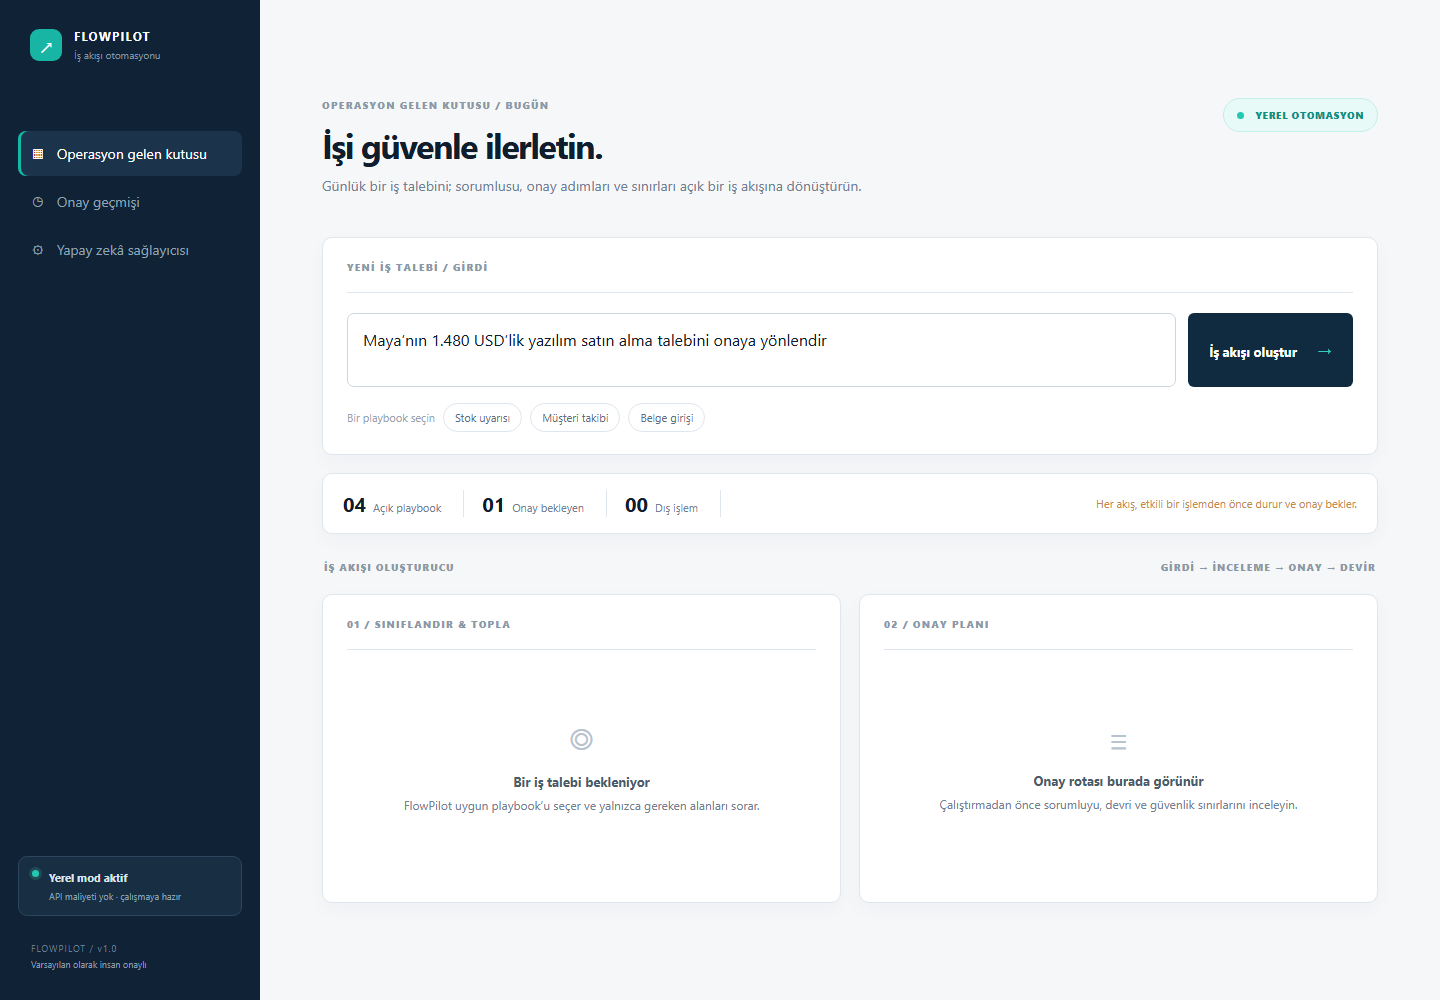 FLOWPILOT
İş akışı otomasyonu
Operasyon gelen kutusu
Onay geçmişi
Yapay zekâ sağlayıcısı
Yerel mod aktif
API maliyeti yok · çalışmaya hazır
FLOWPILOT / v1.0
Varsayılan olarak insan onaylı
OPERASYON GELEN KUTUSU / BUGÜN
İşi güvenle ilerletin.
Günlük bir iş talebini; sorumlusu, onay adımları ve sınırları açık bir iş akışına dönüştürün.
YEREL OTOMASYON
YENİ İŞ TALEBİ / GİRDİ
Maya’nın 1.480 USD’lik yazılım satın alma talebini onaya yönlendir
İş akışı oluştur →
Bir playbook seçin Stok uyarısı Müşteri takibi Belge girişi
04 Açık playbook 01 Onay bekleyen 00 Dış işlem Her akış, etkili bir işlemden önce durur ve onay bekler.
İŞ AKIŞI OLUŞTURUCU GİRDİ → İNCELEME → ONAY → DEVİR
01 / SINIFLANDIR & TOPLA
Bir iş talebi bekleniyor
FlowPilot uygun playbook’u seçer ve yalnızca gereken alanları sorar.
02 / ONAY PLANI
Onay rotası burada görünür
Çalıştırmadan önce sorumluyu, devri ve güvenlik sınırlarını inceleyin.